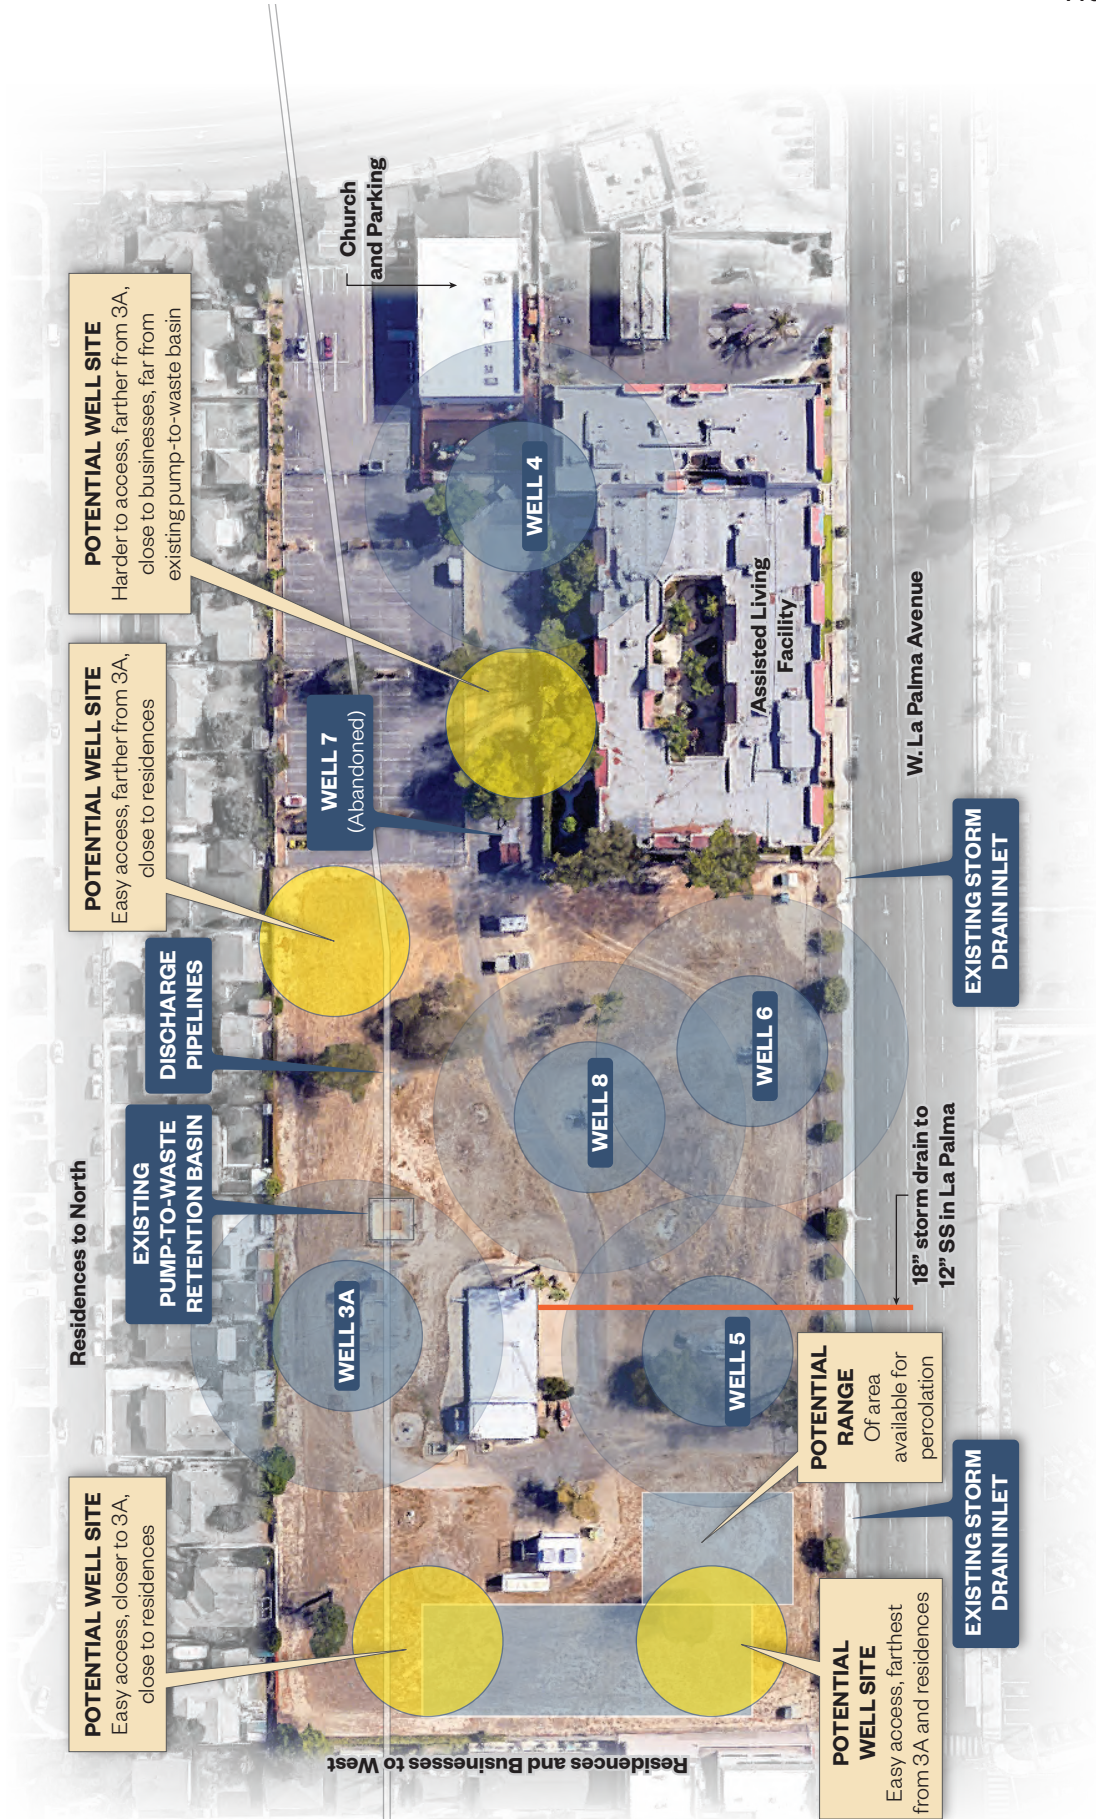 Residences to North
POTENTIAL WELL SITE
Easy access, closer to 3A,
close to residences
EXISTING
PUMP-TO-WASTE
RETENTION BASIN
DISCHARGE
PIPELINES
POTENTIAL WELL SITE
Easy access, farther from 3A,
close to residences
POTENTIAL WELL SITE
Harder to access, farther from 3A,
close to businesses, far from
existing pump-to-waste basin
Church
and Parking
WELL 7
(Abandoned)
WELL 3A
WELL 4
WELL 8
WELL 5
WELL 6
Assisted Living
Facility
Residences and Businesses to West
POTENTIAL
RANGE
Of area
available for
percolation
POTENTIAL
WELL SITE
Easy access, farthest
from 3A and residences
EXISTING STORM
DRAIN INLET
18” storm drain to
12” SS in La Palma
EXISTING STORM
DRAIN INLET
W. La Palma Avenue